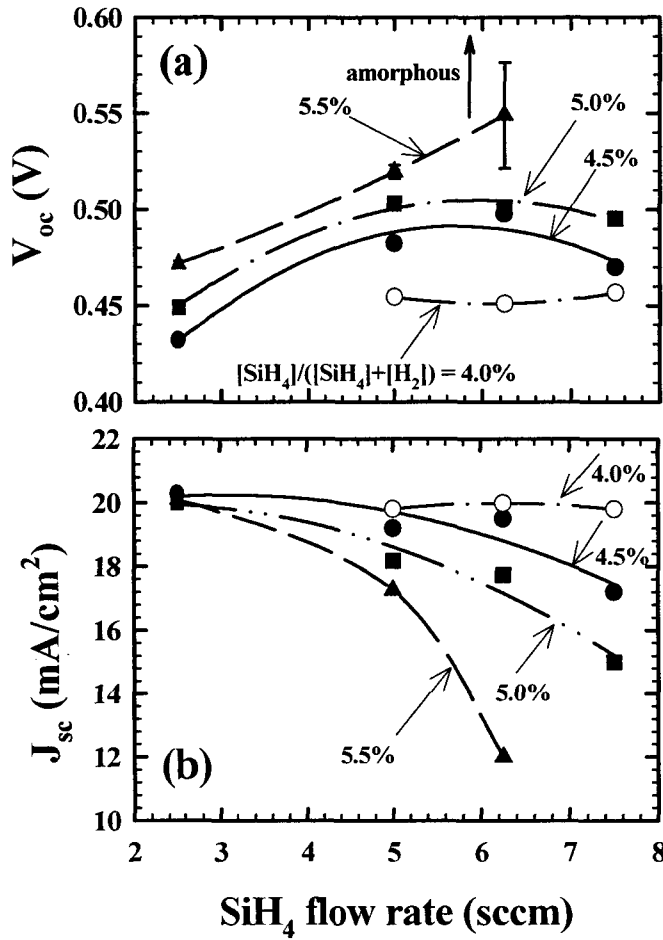 0.60
(a)
amorphous
5.5%
5.0%
4.5%
0.55
0.50
0.45
0.40
V_oc (V)
[SiH₄]/([SiH₄]+[H₂]) = 4.0%
22
20
18
16
14
12
10
J_sc (mA/cm²)
4.0%
4.5%
5.0%
5.5%
(b)
2 3 4 5 6 7 8
SiH₄ flow rate (sccm)